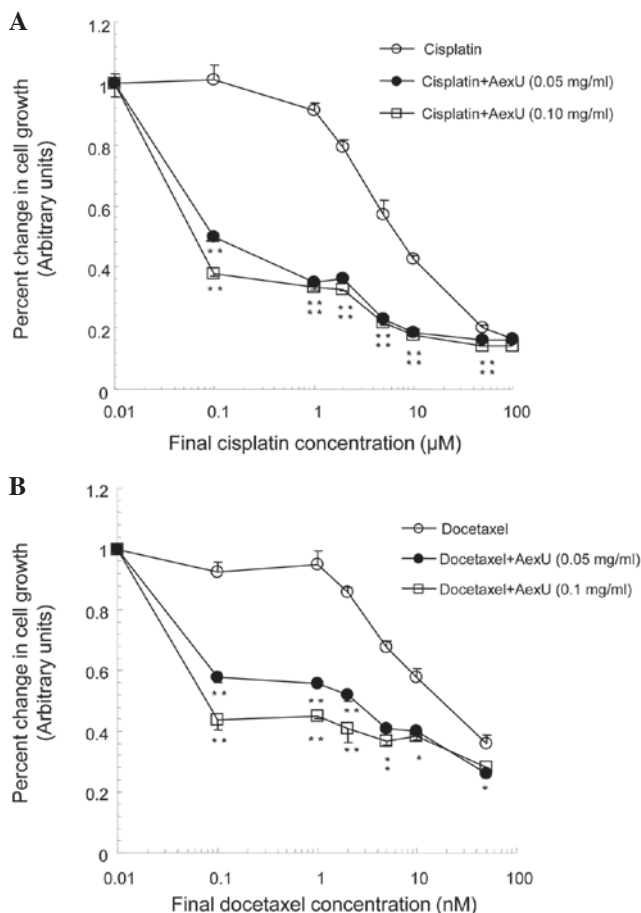 A
1.2
1
0.8
0.6
0.4
0.2
0
Percent change in cell growth
(Arbitrary units)
Cisplatin
Cisplatin+AexU (0.05 mg/ml)
Cisplatin+AexU (0.10 mg/ml)
**
**
** ** ** ** **
** ** ** ** **
0.01 0.1 1 10 100
Final cisplatin concentration (µM)
B
1.2
1
0.8
0.6
0.4
0.2
0
Percent change in cell growth
(Arbitrary units)
Docetaxel
Docetaxel+AexU (0.05 mg/ml)
Docetaxel+AexU (0.1 mg/ml)
** ** **
** ** ** * * *
*
0.01 0.1 1 10 100
Final docetaxel concentration (nM)